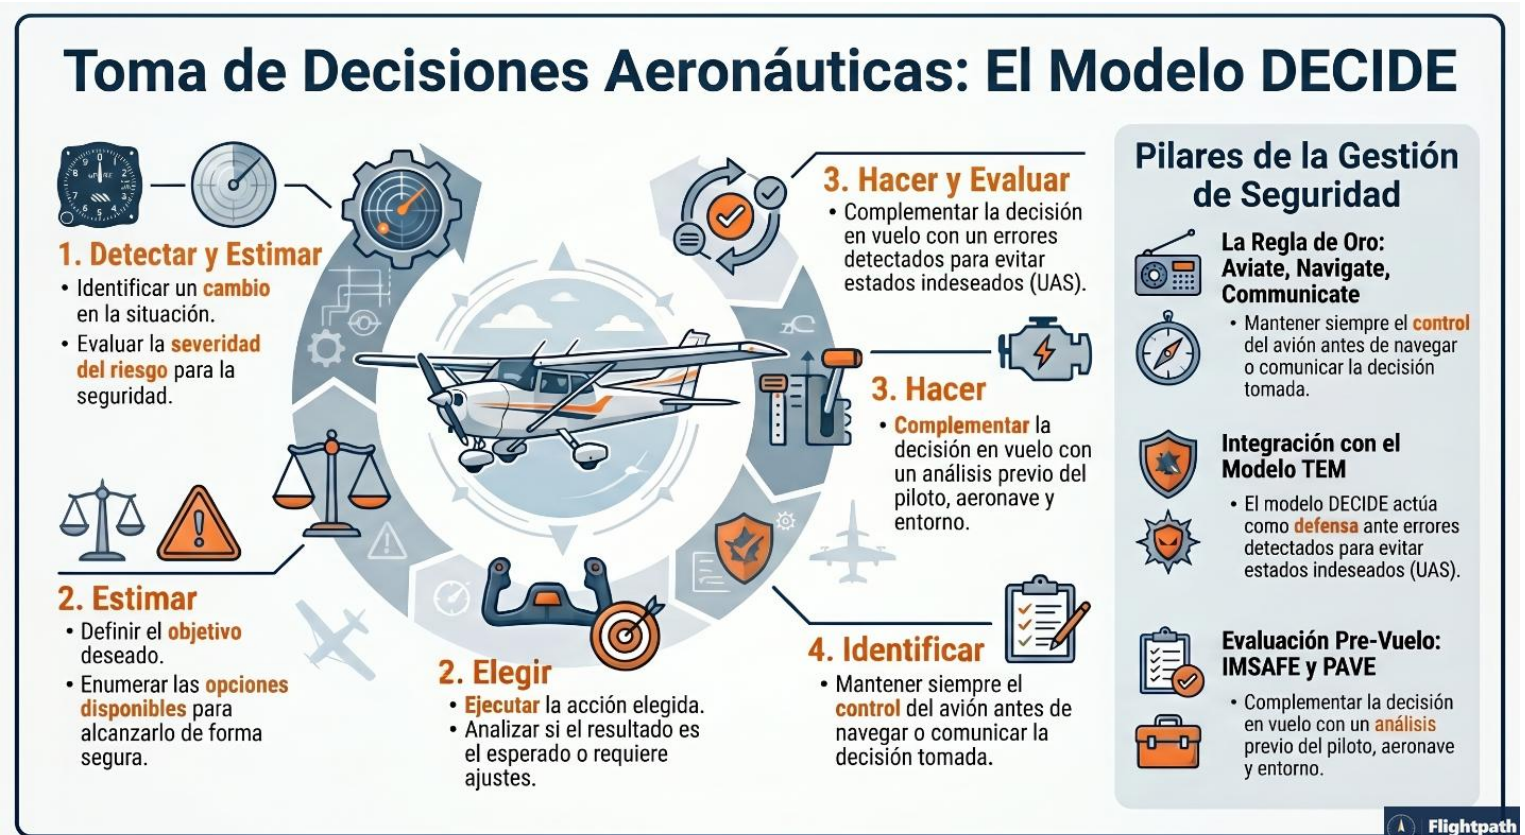 Toma de Decisiones Aeronáuticas: El Modelo DECIDE
1. Detectar y Estimar
• Identificar un cambio
en la situación.
• Evaluar la severidad
del riesgo para la
seguridad.
2. Estimar
• Definir el objetivo
deseado.
• Enumerar las opciones
disponibles para
alcanzarlo de forma
segura.
2. Elegir
• Ejecutar la acción elegida.
• Analizar si el resultado es
el esperado o requiere
ajustes.
3. Hacer y Evaluar
• Complementar la decisión
en vuelo con un errores
detectados para evitar
estados indeseados (UAS).
3. Hacer
• Complementar la
decisión en vuelo con
un análisis previo del
piloto, aeronave y
entorno.
4. Identificar
• Mantener siempre el
control del avión antes de
navegar o comunicar la
decisión tomada.
Pilares de la Gestión
de Seguridad
La Regla de Oro:
Aviate, Navigate,
Communicate
• Mantener siempre el control
del avión antes de navegar
o comunicar la decisión
tomada.
Integración con el
Modelo TEM
• El modelo DECIDE actúa
como defensa ante errores
detectados para evitar
estados indeseados (UAS).
Evaluación Pre-Vuelo:
IMSAFE y PAVE
• Complementar la decisión
en vuelo con un análisis
previo del piloto, aeronave
y entorno.
Flightpath